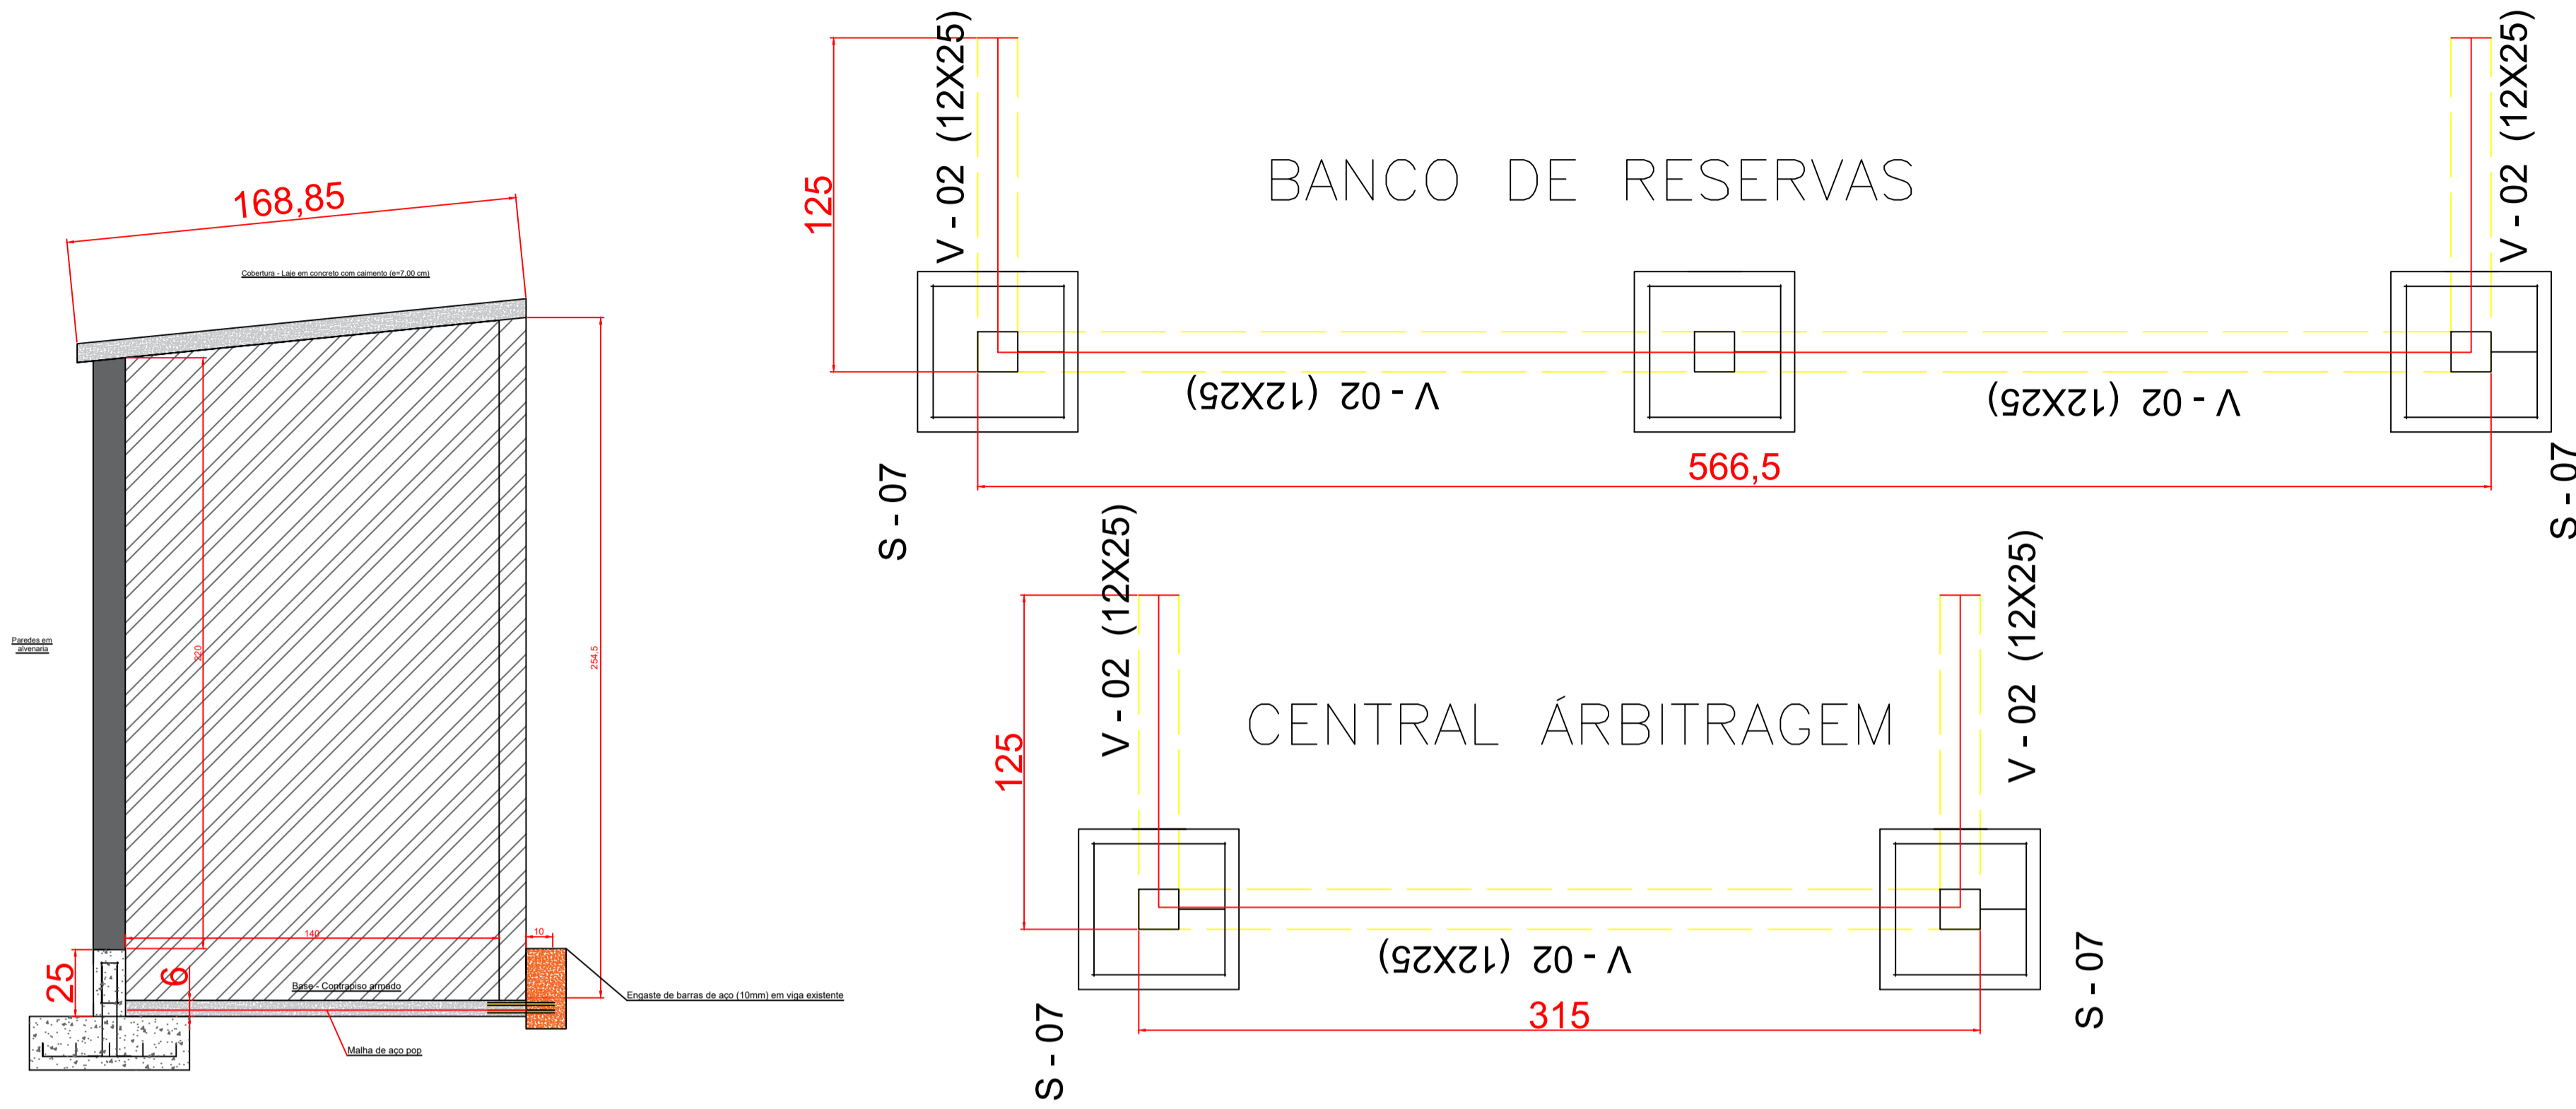 168,85
Cobertura - Laje em concreto com caimento (e=7,00 cm)
Paredes em
alvenaria
220
254,5
140
10
25
6
Base - Contrapiso armado
Engaste de barras de aço (10mm) em viga existente
Malha de aço pop
V - 02 (12X25)
V - 02 (12X25)
125
BANCO DE RESERVAS
V - 02 (12X25)
V - 02 (12X25)
566,5
S - 07
S - 07
V - 02 (12X25)
V - 02 (12X25)
125
CENTRAL ÁRBITRAGEM
V - 02 (12X25)
315
S - 07
S - 07